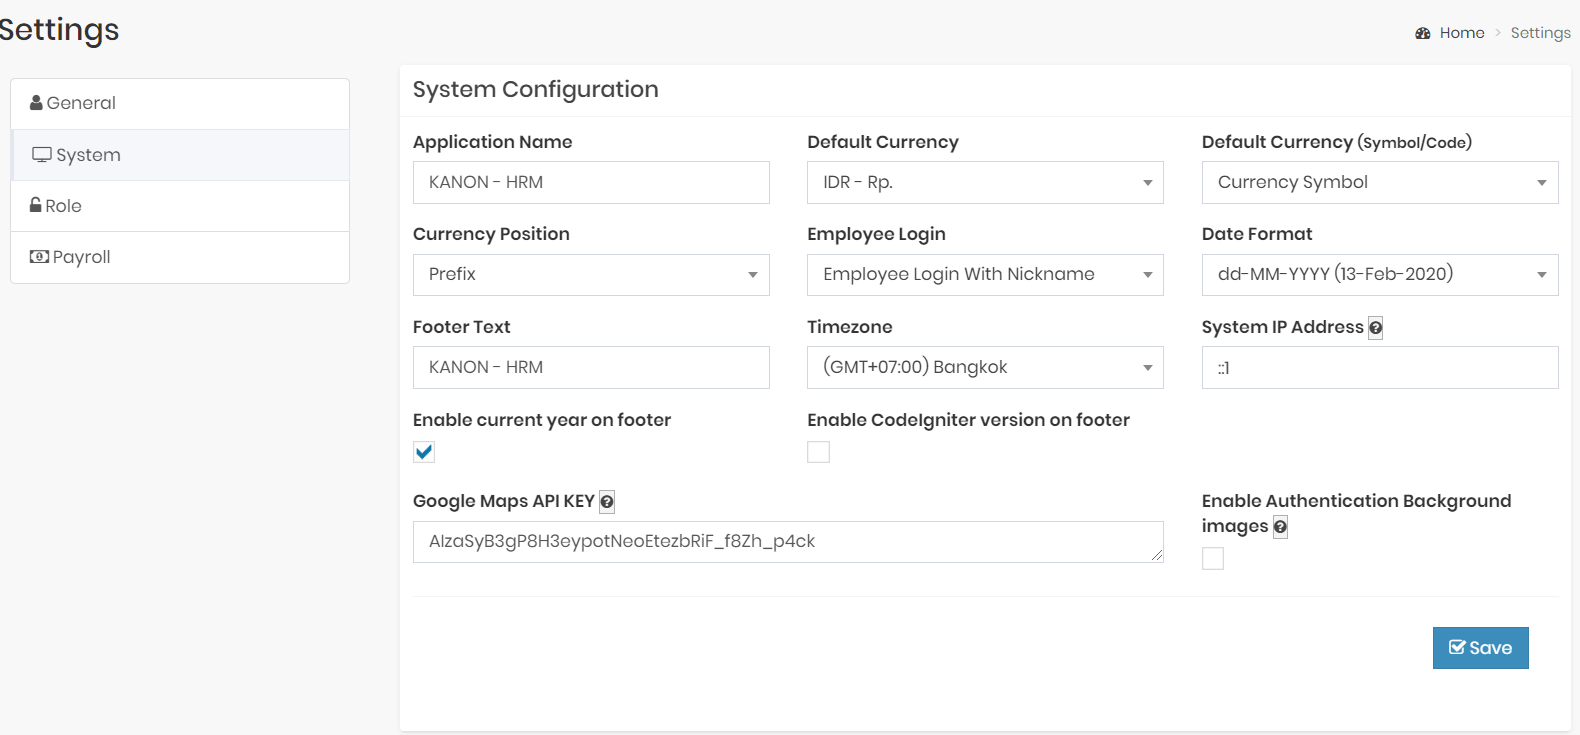 Settings
Home > Settings
General
System
Role
Payroll
System Configuration
Application Name
KANON - HRM
Default Currency
IDR - Rp.
Default Currency (Symbol/Code)
Currency Symbol
Currency Position
Prefix
Employee Login
Employee Login With Nickname
Date Format
dd-MM-YYYY (13-Feb-2020)
Footer Text
KANON - HRM
Timezone
(GMT+07:00) Bangkok
System IP Address
::1
Enable current year on footer
Enable CodeIgniter version on footer
Google Maps API KEY
AIzaSyB3gP8H3eypotNeoEtezbRiF_f8Zh_p4ck
Enable Authentication Background
images
Save